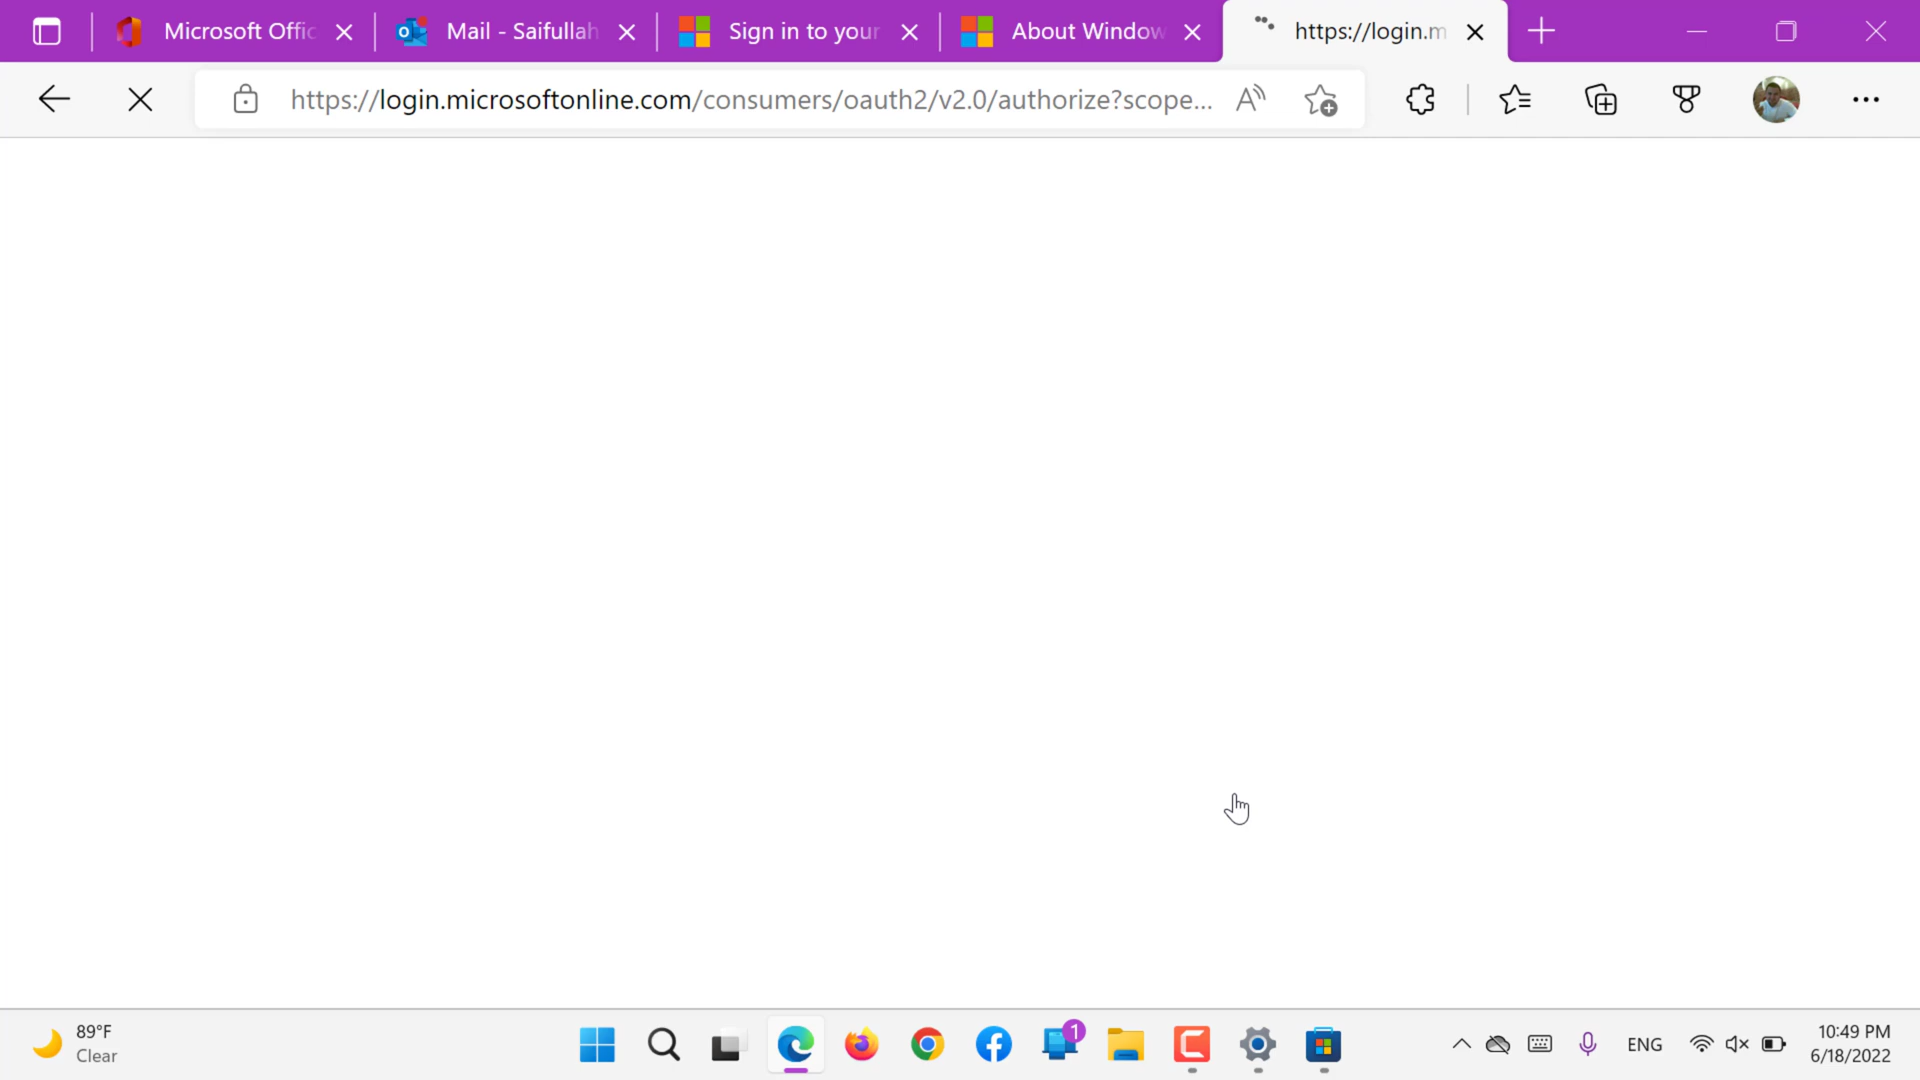 Microsoft Offic
Mail - Saifullah
Sign in to your
About Window
https://login.m
https://login.microsoftonline.com/consumers/oauth2/v2.0/authorize?scope...
89°F
Clear
1
ENG
10:49 PM
6/18/2022